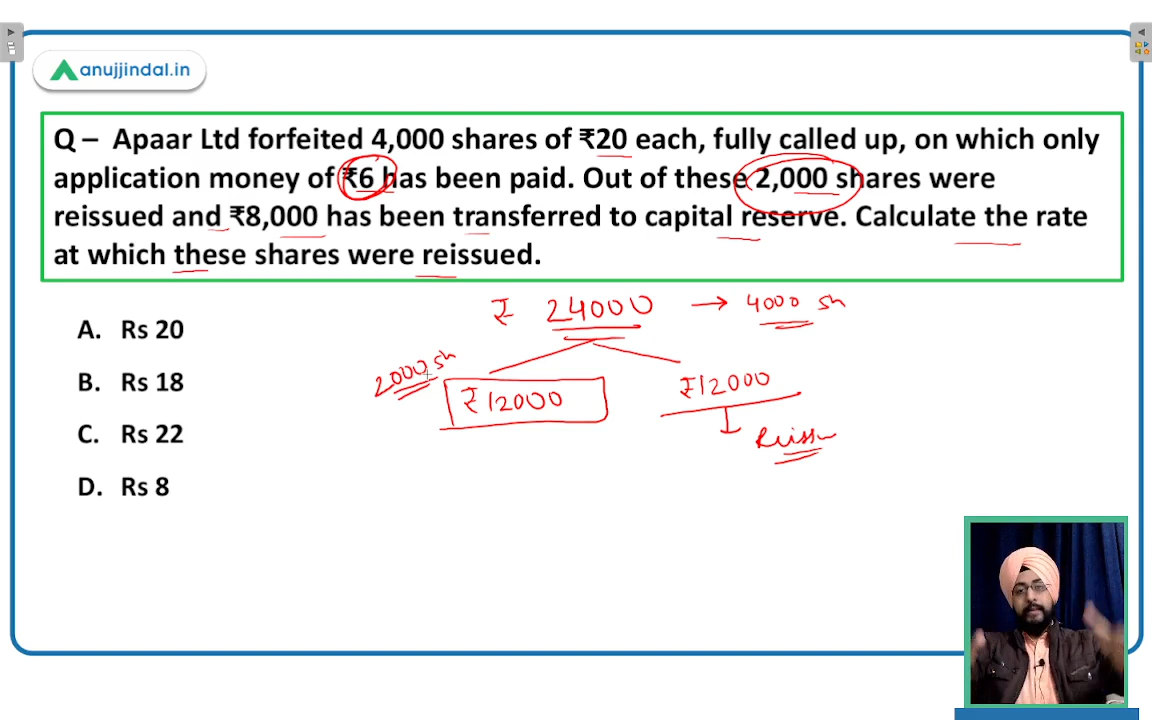 anujjindal.in
Q – Apaar Ltd forfeited 4,000 shares of ₹20 each, fully called up, on which only
application money of ₹6 has been paid. Out of these 2,000 shares were
reissued and ₹8,000 has been transferred to capital reserve. Calculate the rate
at which these shares were reissued.
₹ 24000 → 4000 sh
A. Rs 20
2000 sh
₹12000
₹12000
B. Rs 18
Reissu
C. Rs 22
D. Rs 8